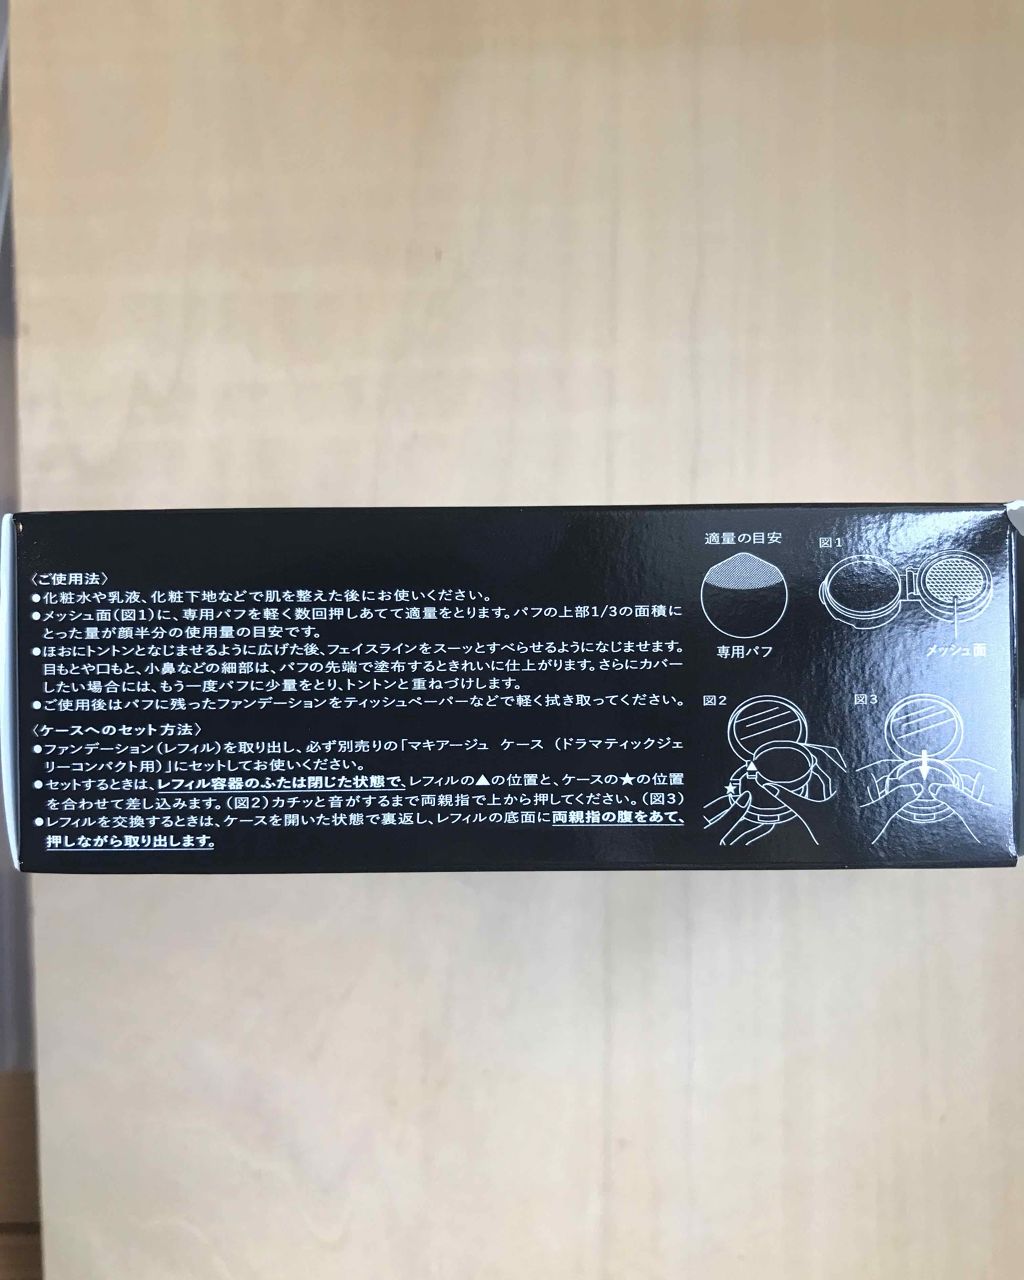 〈ご使用法〉
●化粧水や乳液、化粧下地などで肌を整えた後にお使いください。
●メッシュ面(図1)に、専用パフを軽く数回押しあてて適量をとります。パフの上部1/3の面積に
とった量が顔半分の使用量の目安です。
●ほおにトントンとなじませるように広げた後、フェイスラインをスーッとすべらせるようになじませます。
目もとや口もと、小鼻などの細部は、パフの先端で塗布するときれいに仕上がります。さらにカバー
したい場合には、もう一度パフに少量をとり、トントンと重ねづけします。
●ご使用後はパフに残ったファンデーションをティッシュペーパーなどで軽く拭き取ってください。
〈ケースへのセット方法〉
●ファンデーション(レフィル)を取り出し、必ず別売りの「マキアージュ ケース (ドラマティックジェ
リーコンパクト用)」にセットしてお使いください。
●セットするときは、レフィル容器のふたは閉じた状態で、レフィルの▲の位置と、ケースの★の位置
を合わせて差し込みます。(図2)カチッと音がするまで両親指で上から押してください。(図3)
●レフィルを交換するときは、ケースを開いた状態で裏返し、レフィルの底面に両親指の腹をあて、
押しながら取り出します。
適量の目安
専用パフ
図1
メッシュ面
図2
図3